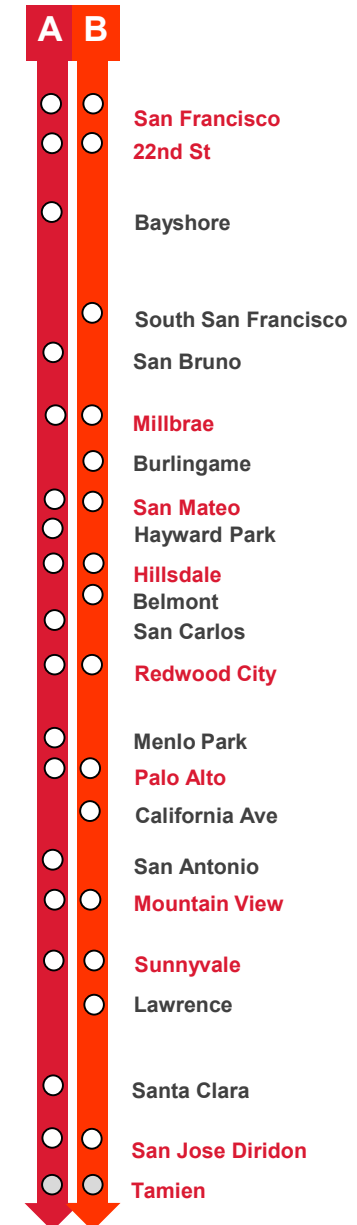 A B
San Francisco
22nd St
Bayshore
South San Francisco
San Bruno
Millbrae
Burlingame
San Mateo
Hayward Park
Hillsdale
Belmont
San Carlos
Redwood City
Menlo Park
Palo Alto
California Ave
San Antonio
Mountain View
Sunnyvale
Lawrence
Santa Clara
San Jose Diridon
Tamien